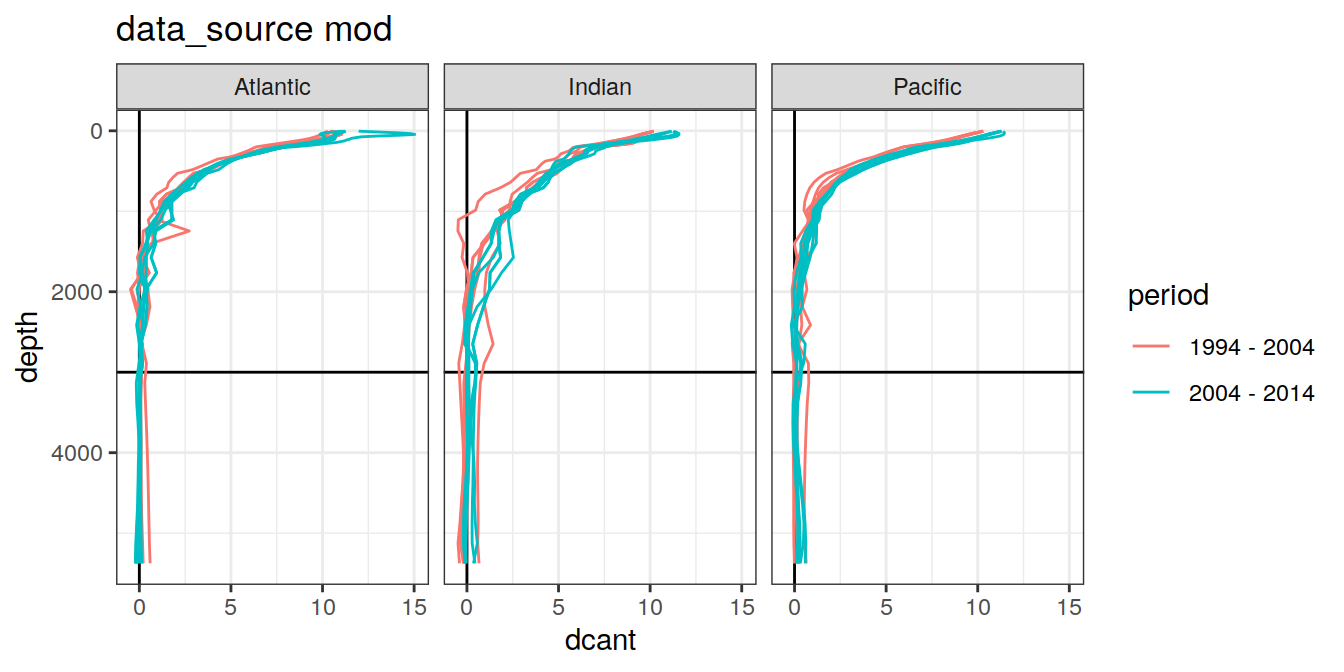 data_source mod
Atlantic
Indian
Pacific
0
2000
4000
depth
0 5 10 15
0 5 10 15
0 5 10 15
dcant
period
1994 - 2004
2004 - 2014